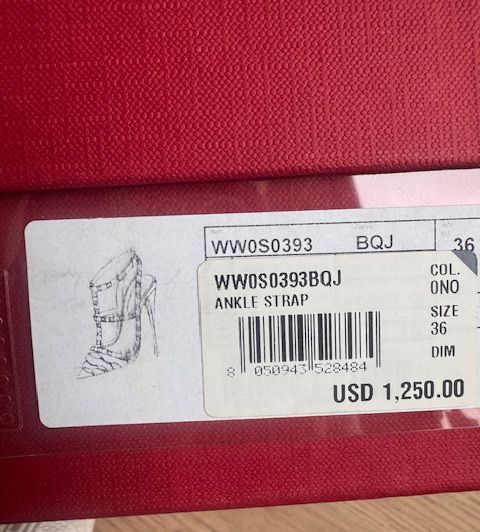 WW0S0393 BQJ 36
WW0S0393BQJ
ANKLE STRAP
COL.
0NO
SIZE
36
DIM
8 050943 528484
USD 1,250.00